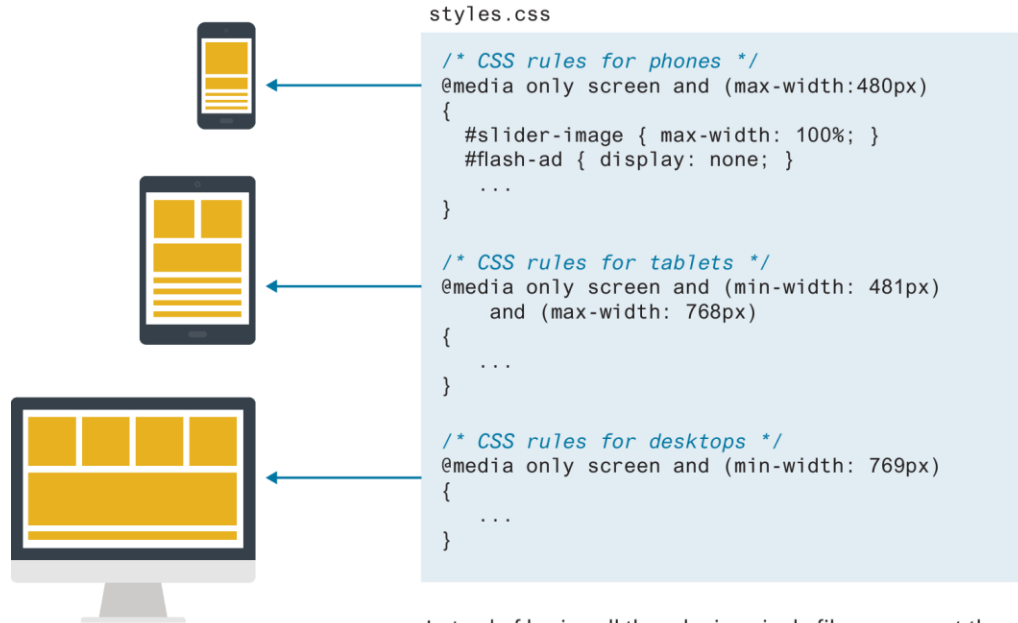 styles.css
/* CSS rules for phones */
@media only screen and (max-width:480px)
{
#slider-image { max-width: 100%; }
#flash-ad { display: none; }
...
}
/* CSS rules for tablets */
@media only screen and (min-width: 481px)
and (max-width: 768px)
{
...
}
/* CSS rules for desktops */
@media only screen and (min-width: 769px)
{
...
}